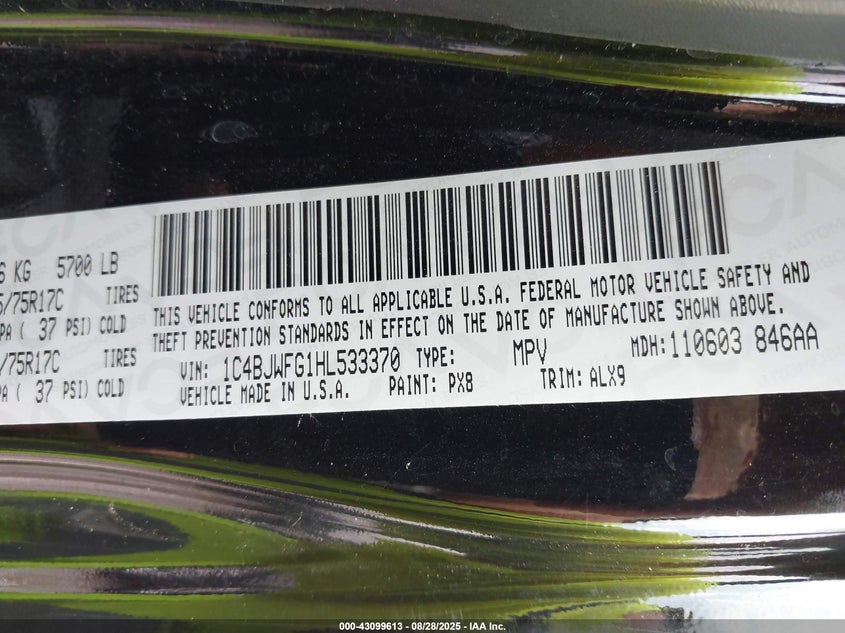 6 KG 5700 LB
5/75R17C TIRES
PA ( 37 PSI) COLD
/75R17C TIRES
PA ( 37 PSI) COLD
THIS VEHICLE CONFORMS TO ALL APPLICABLE U.S.A. FEDERAL MOTOR VEHICLE SAFETY AND
THEFT PREVENTION STANDARDS IN EFFECT ON THE DATE OF MANUFACTURE SHOWN ABOVE.
VIN: 1C4BJWFG1HL533370 TYPE: MPV MDH: 110603 846AA
VEHICLE MADE IN U.S.A. PAINT: PX8 TRIM: ALX9
000-43099613 - 08/28/2025 - IAA Inc.